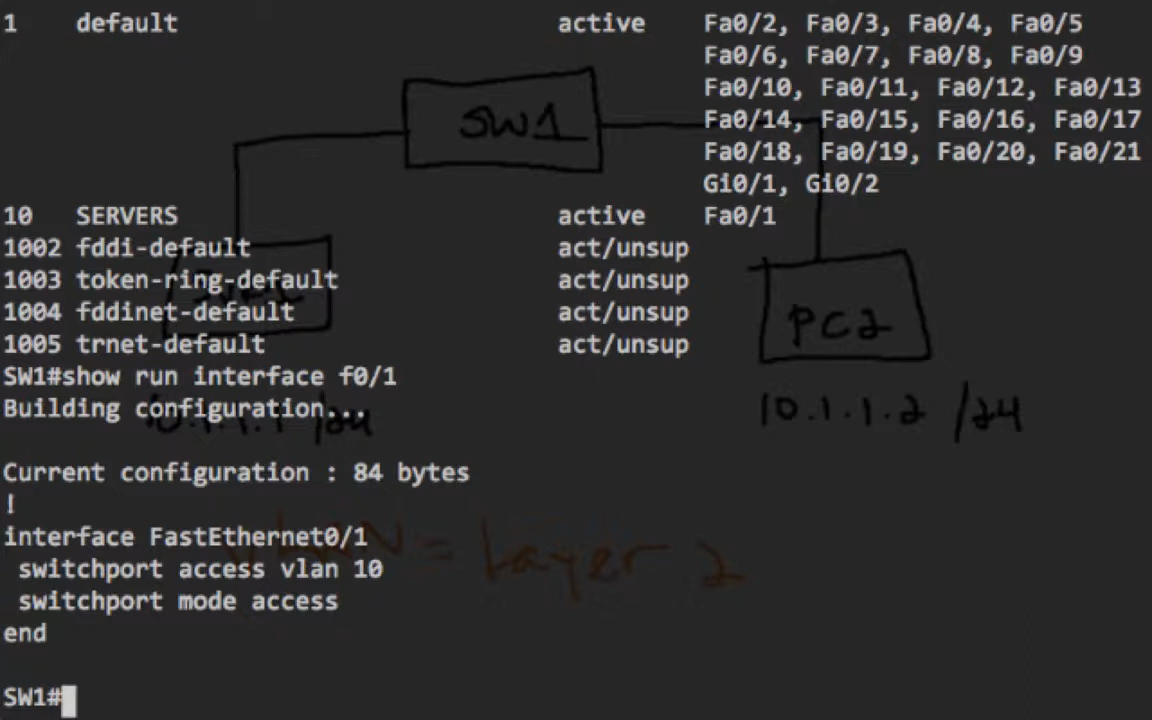 1    default                          active    Fa0/2, Fa0/3, Fa0/4, Fa0/5
Fa0/6, Fa0/7, Fa0/8, Fa0/9
Fa0/10, Fa0/11, Fa0/12, Fa0/13
SW1
Fa0/14, Fa0/15, Fa0/16, Fa0/17
Fa0/18, Fa0/19, Fa0/20, Fa0/21
Gi0/1, Gi0/2
10   SERVERS                          active    Fa0/1
1002 fddi-default                     act/unsup
1003 token-ring-default               act/unsup
1004 fddinet-default                  act/unsup
PC2
1005 trnet-default                    act/unsup
SW1#show run interface f0/1
Building configuration...
10.1.1.1 /24
10.1.1.2 /24
Current configuration : 84 bytes
!
interface FastEthernet0/1
VLAN = Layer 2
 switchport access vlan 10
 switchport mode access
end
SW1#